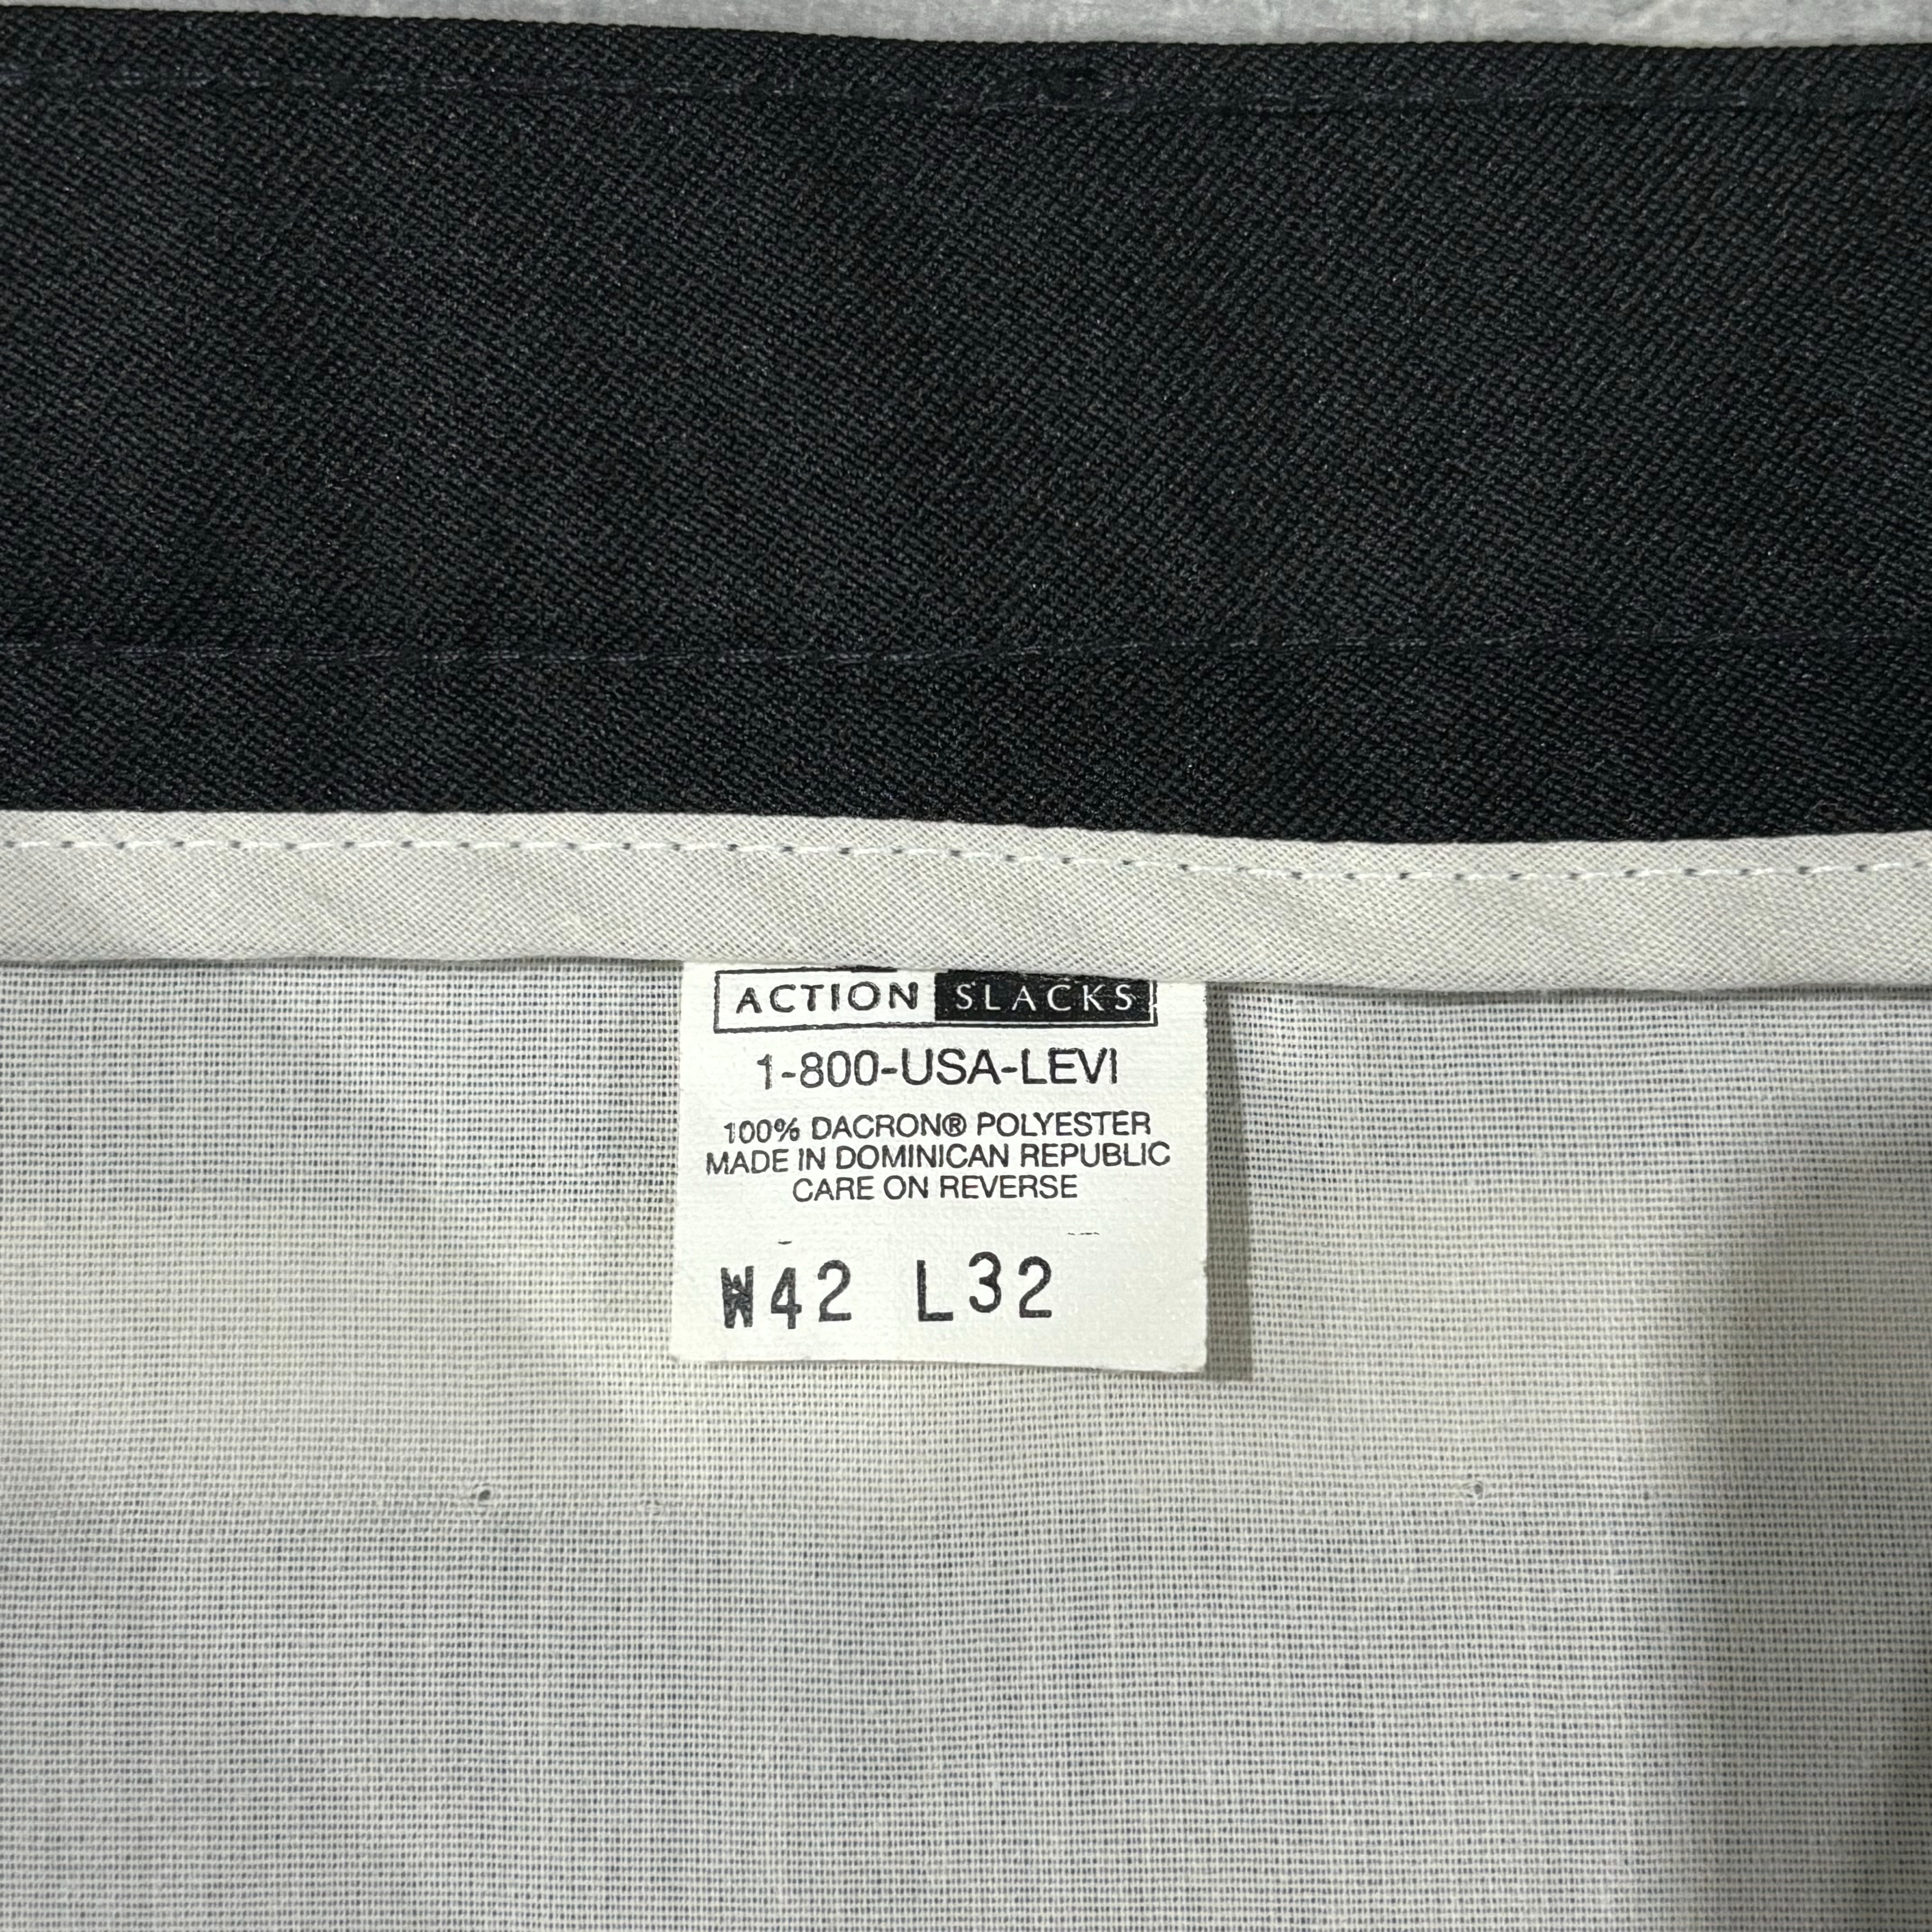 ACTION SLACKS
1-800-USA-LEVI
100% DACRON® POLYESTER
MADE IN DOMINICAN REPUBLIC
CARE ON REVERSE
W42 L32